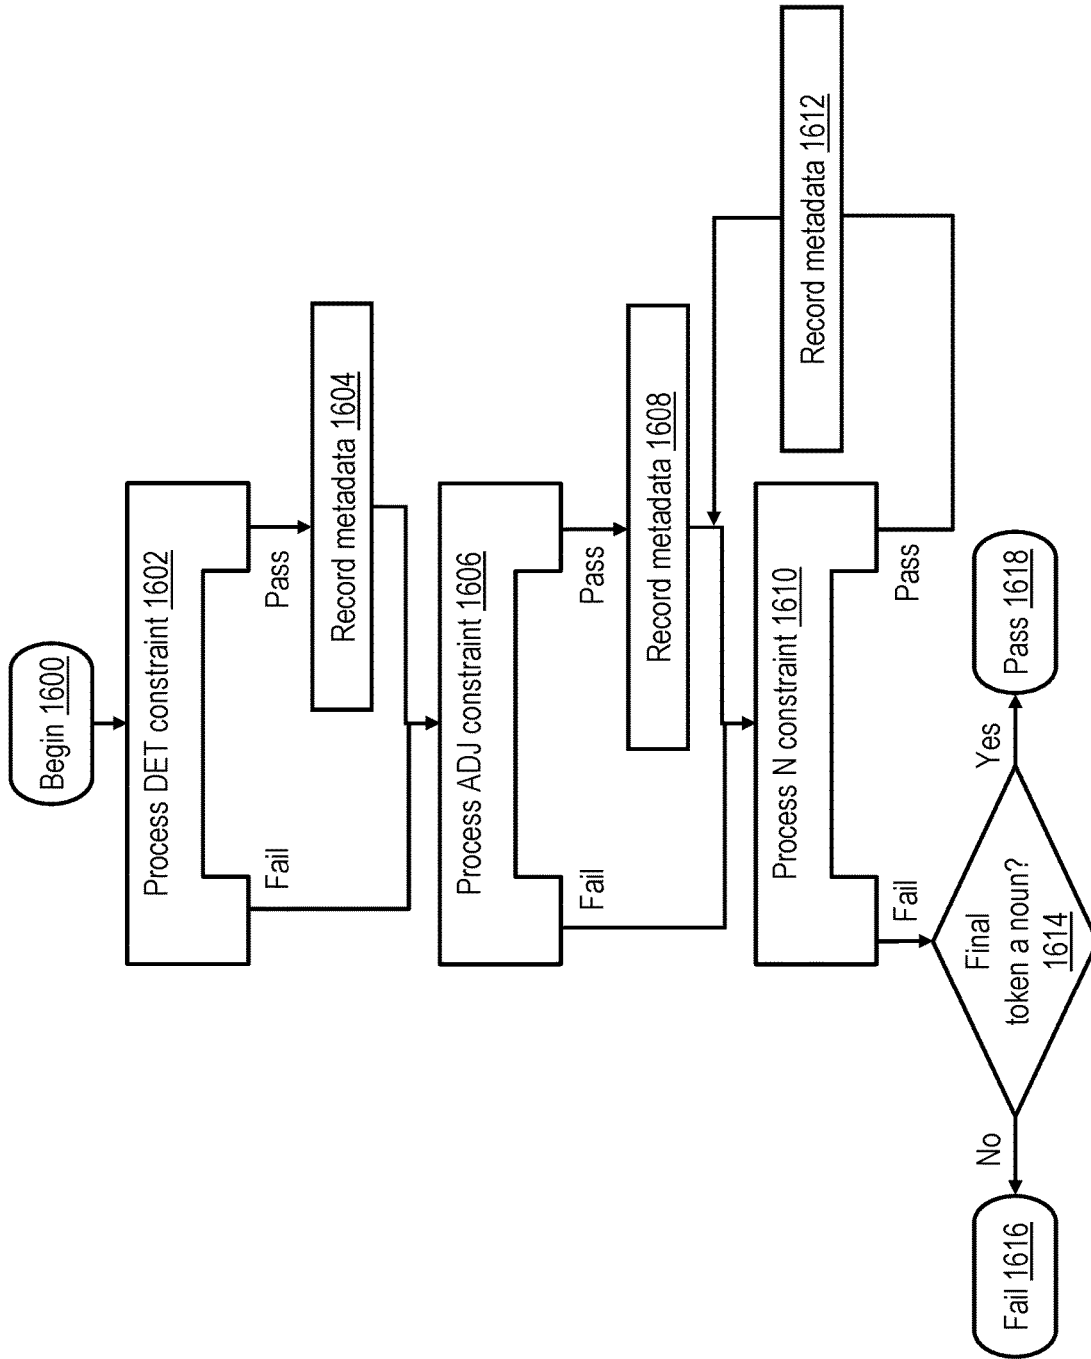 Begin 1600
Process DET constraint 1602
Fail
Pass
Record metadata 1604
Process ADJ constraint 1606
Fail
Pass
Record metadata 1608
Process N constraint 1610
Fail
Pass
Record metadata 1612
Final
token a noun?
1614
No
Yes
Fail 1616
Pass 1618